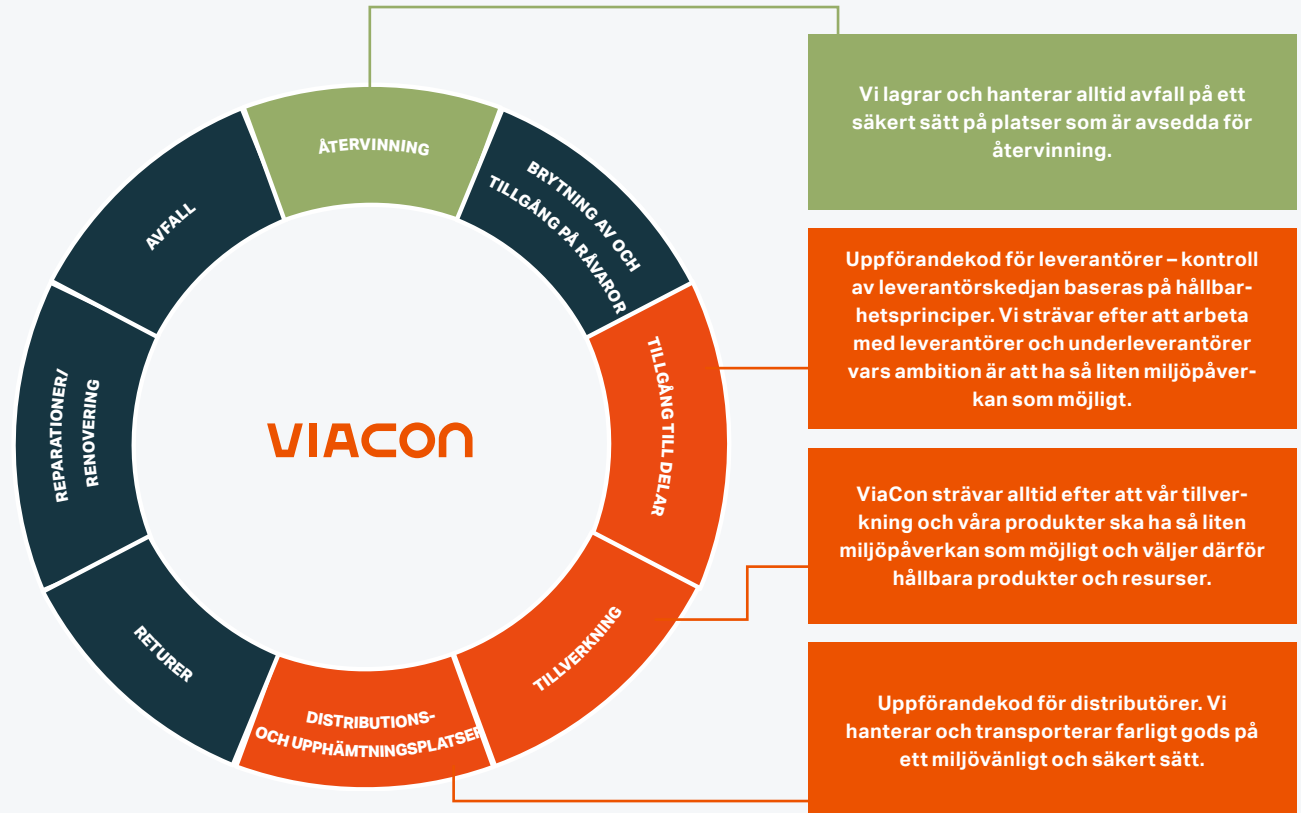 ÅTERVINNING
BRYTNING AV OCH
TILLGÅNG PÅ RÅVAROR
TILLGÅNG TILL DELAR
TILLVERKNING
DISTRIBUTIONS-
OCH UPPHÄMTNINGSPLATSER
RETURER
REPARATIONER/
RENOVERING
AVFALL
VIACON
Vi lagrar och hanterar alltid avfall på ett
säkert sätt på platser som är avsedda för
återvinning.
Uppförandekod för leverantörer – kontroll
av leverantörskedjan baseras på hållbar-
hetsprinciper. Vi strävar efter att arbeta
med leverantörer och underleverantörer
vars ambition är att ha så liten miljöpåver-
kan som möjligt.
ViaCon strävar alltid efter att vår tillver-
kning och våra produkter ska ha så liten
miljöpåverkan som möjligt och väljer därför
hållbara produkter och resurser.
Uppförandekod för distributörer. Vi
hanterar och transporterar farligt gods på
ett miljövänligt och säkert sätt.